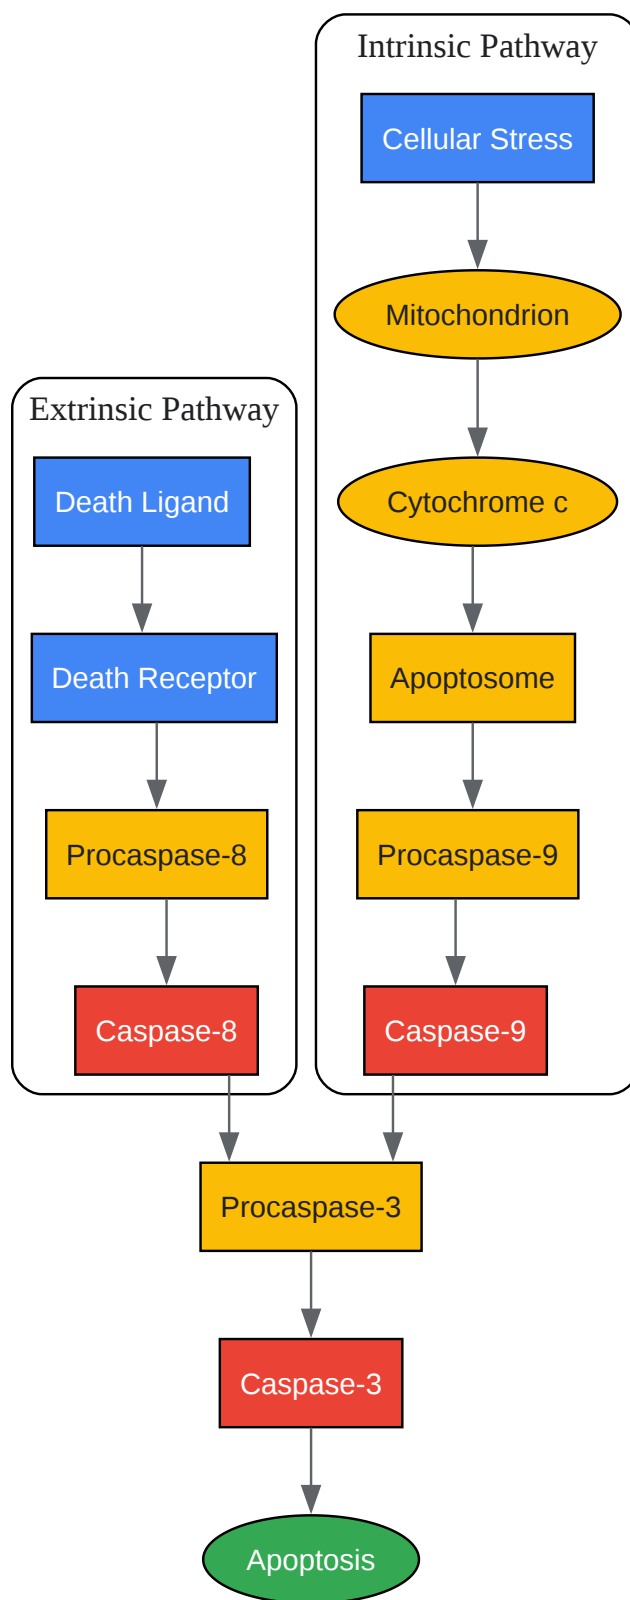 Intrinsic Pathway
Cellular Stress
Mitochondrion
Cytochrome c
Apoptosome
Procaspase-9
Caspase-9
Extrinsic Pathway
Death Ligand
Death Receptor
Procaspase-8
Caspase-8
Procaspase-3
Caspase-3
Apoptosis